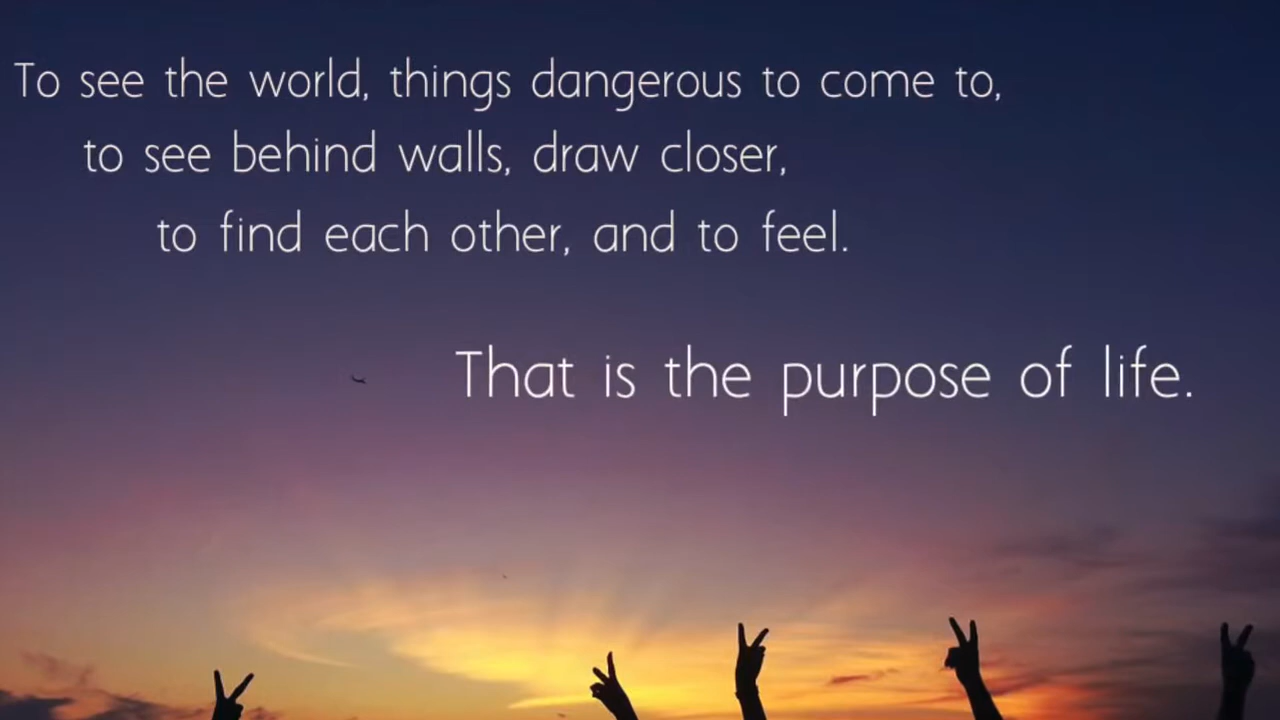 To see the world, things dangerous to come to,
to see behind walls, draw closer,
to find each other, and to feel.
That is the purpose of life.